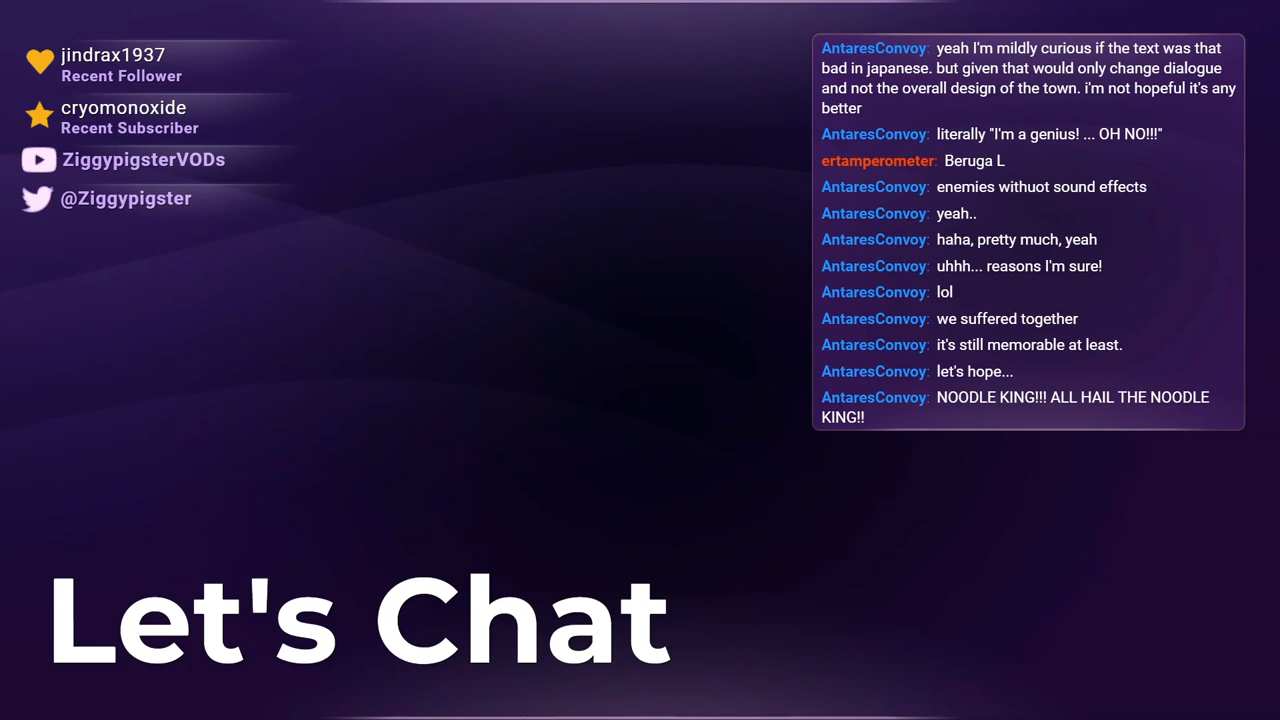 jindrax1937
Recent Follower
cryomonoxide
Recent Subscriber
ZiggypigsterVODs
@Ziggypigster
AntaresConvoy: yeah I'm mildly curious if the text was that
bad in japanese. but given that would only change dialogue
and not the overall design of the town. i'm not hopeful it's any
better
AntaresConvoy: literally "I'm a genius! ... OH NO!!!"
ertamperometer: Beruga L
AntaresConvoy: enemies withuot sound effects
AntaresConvoy: yeah..
AntaresConvoy: haha, pretty much, yeah
AntaresConvoy: uhhh... reasons I'm sure!
AntaresConvoy: lol
AntaresConvoy: we suffered together
AntaresConvoy: it's still memorable at least.
AntaresConvoy: let's hope...
AntaresConvoy: NOODLE KING!!! ALL HAIL THE NOODLE
KING!!
Let's Chat